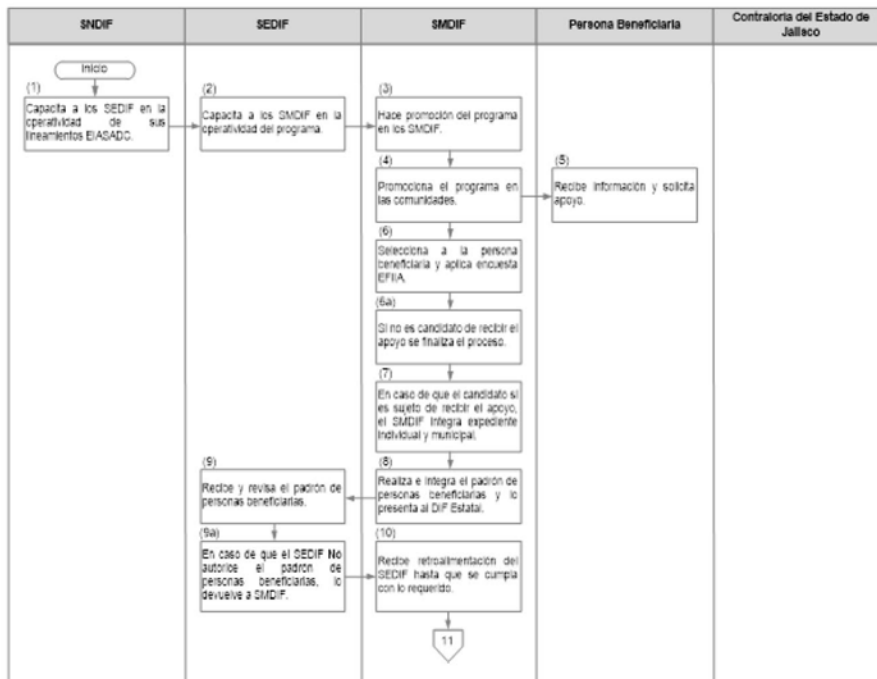 SNDIF
SEDIF
SMDIF
Persona Beneficiaria
Contraloria del Estado de
Jalisco
Inicio
(1)
Capacita a los SEDIF en la
operatividad de sus
lineamientos EIASADC.
(2)
Capacita a los SMDIF en la
operatividad del programa.
(3)
Hace promoción del programa
en los SMDIF.
(4)
Promociona el programa en
las comunidades.
(5)
Recibe información y solicita
apoyo.
(6)
Selecciona a la persona
beneficiaria y aplica encuesta
EFIIA.
(6a)
Si no es candidato de recibir el
apoyo se finaliza el proceso.
(7)
En caso de que el candidato si
es sujeto de recibir el apoyo,
el SMDIF integra expediente
individual y municipal.
(8)
Realiza e integra el padrón de
personas beneficiarias y lo
presenta al DIF Estatal.
(9)
Recibe y revisa el padrón de
personas beneficiarias.
(9a)
En caso de que el SEDIF No
autorice el padrón de
personas beneficiarias, lo
devuelve a SMDIF.
(10)
Recibe retroalimentación del
SEDIF hasta que se cumpla
con lo requerido.
11